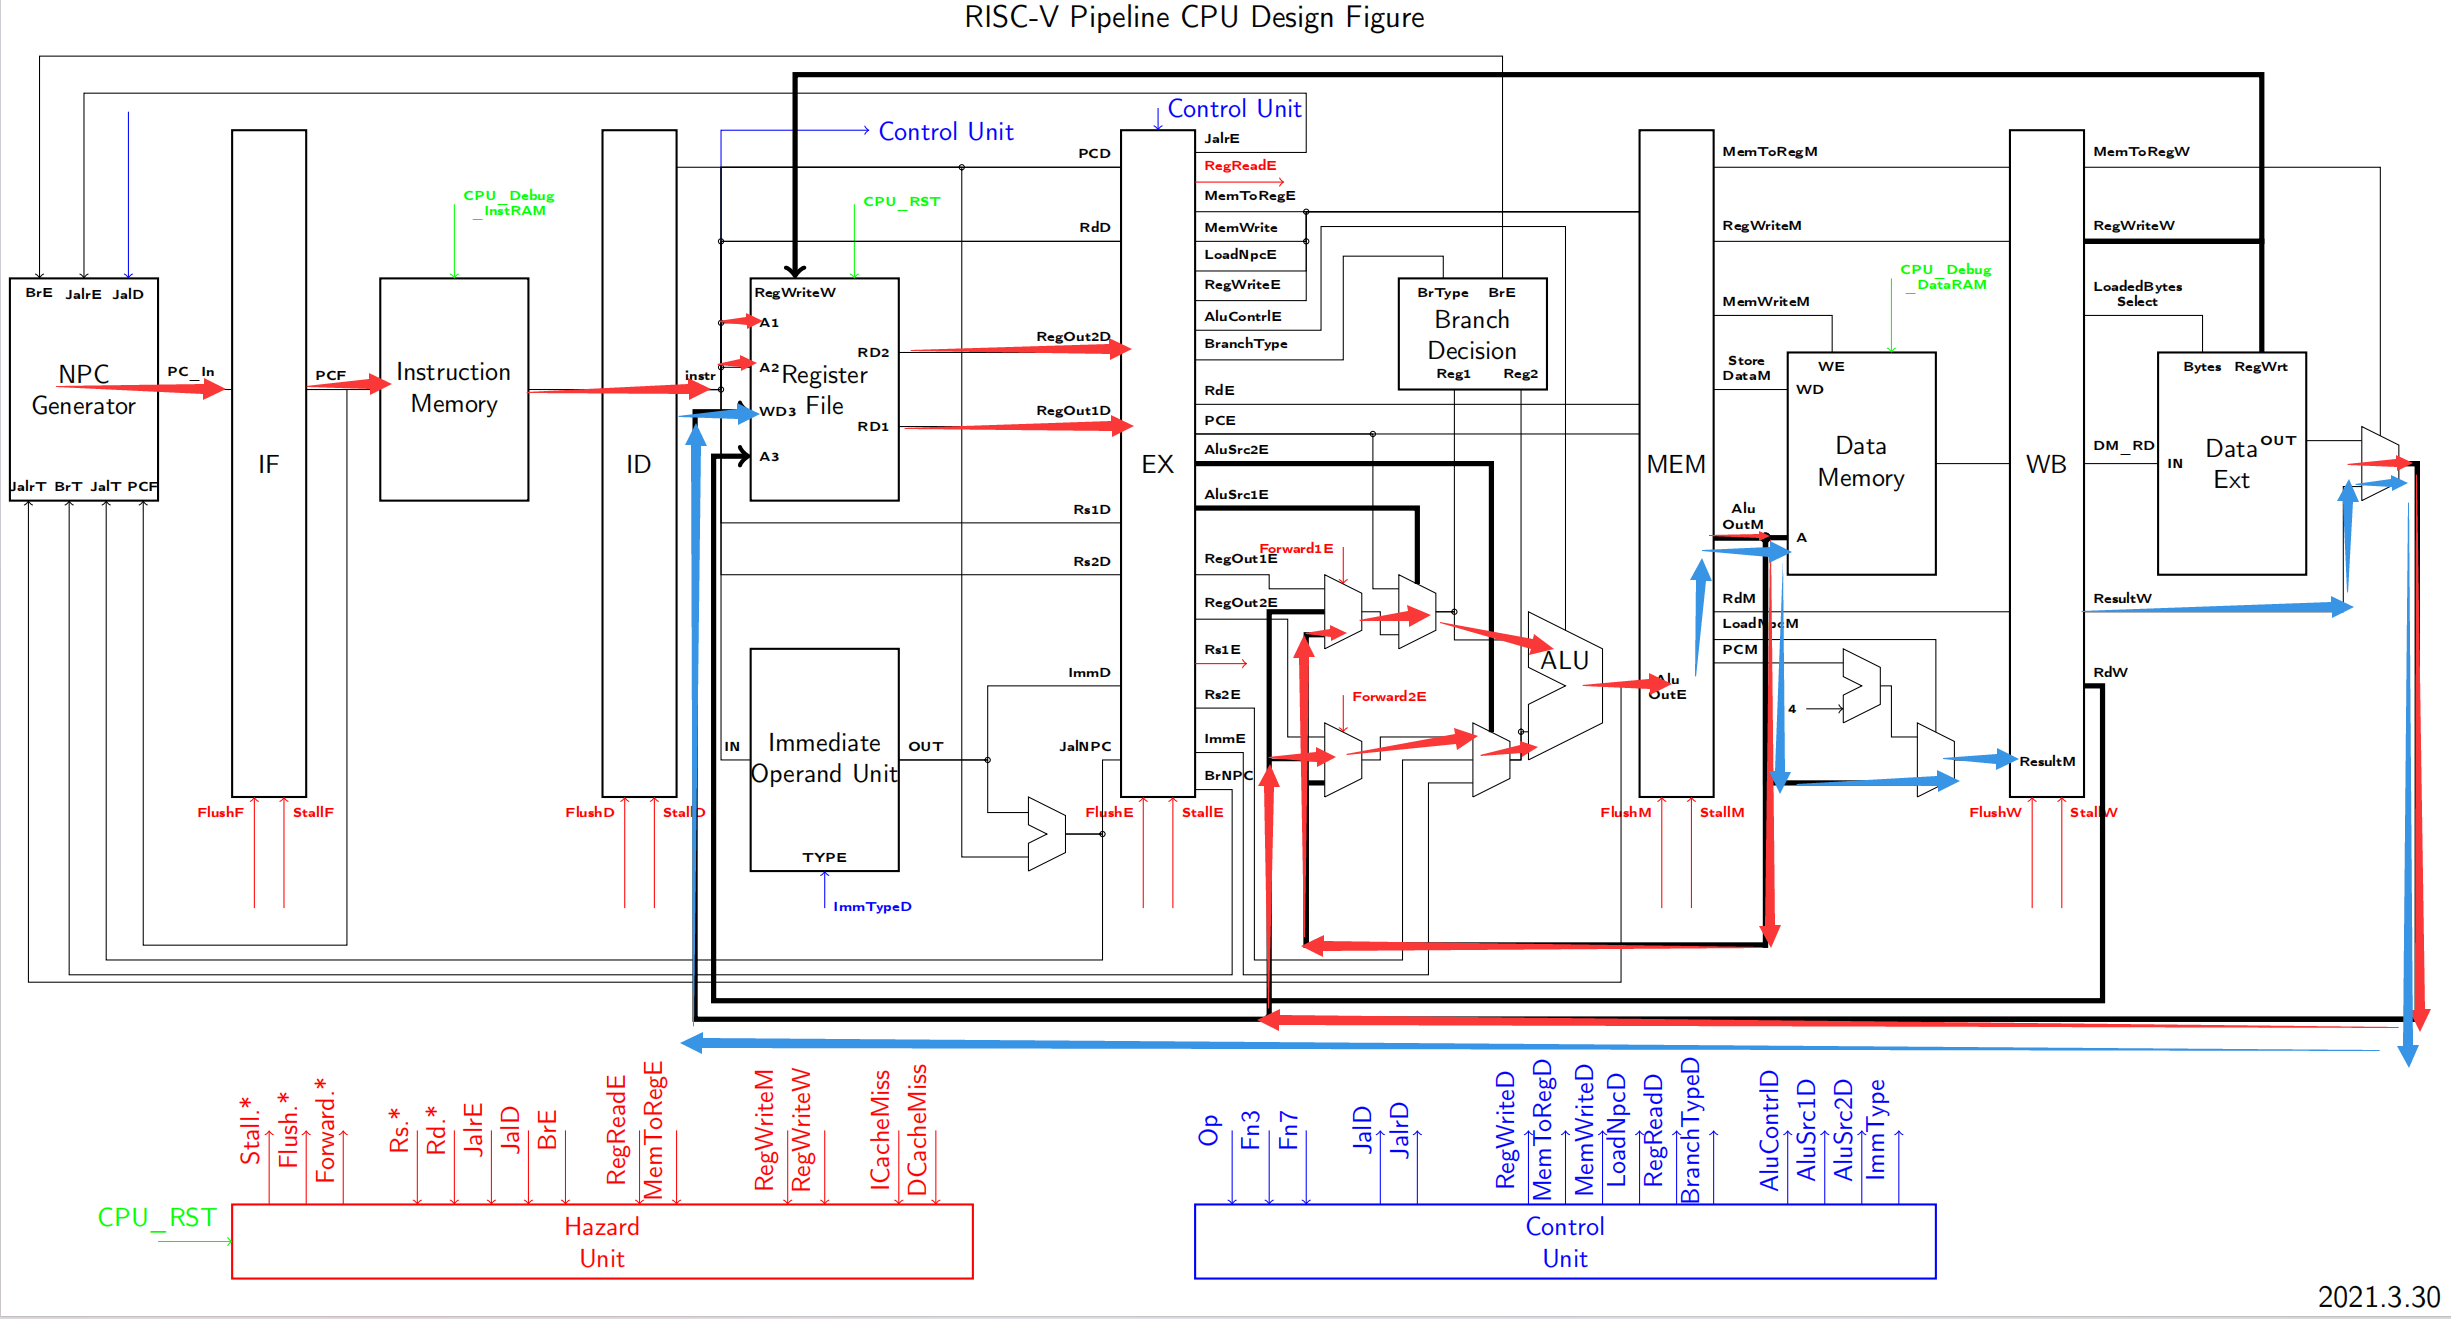 RISC-V Pipeline CPU Design Figure
Control Unit
Control Unit
CPU_Debug
_InstRAM
CPU_RST
CPU_Debug
_DataRAM
BrE JalrE JalD
NPC
Generator
JalrT BrT JalT PCF
PC_In
IF
FlushF StallF
PCF
Instruction
Memory
ID
FlushD StallD
instr
RegWriteW
A1
A2
WD3
A3
RD2
RD1
Register
File
PCD
RdD
RegOut2D
RegOut1D
Rs1D
Rs2D
ImmD
JalNPC
IN
Immediate
Operand Unit
OUT
TYPE
ImmTypeD
EX
FlushE StallE
JalrE
RegReadE
MemToRegE
MemWrite
LoadNpcE
RegWriteE
AluContrlE
BranchType
RdE
PCE
AluSrc2E
AluSrc1E
RegOut1E
RegOut2E
Rs1E
Rs2E
ImmE
BrNPC
Forward1E
Forward2E
BrType BrE
Branch
Decision
Reg1 Reg2
ALU
Alu
OutE
MEM
FlushM StallM
MemToRegM
RegWriteM
MemWriteM
Store
DataM
Alu
OutM
RdM
LoadNpcM
PCM
4
WE
WD
A
Data
Memory
WB
ResultM
FlushW StallW
MemToRegW
RegWriteW
LoadedBytes
Select
DM_RD
ResultW
RdW
Bytes RegWrt
IN
Data
Ext
OUT
Stall.*
Flush.*
Forward.*
Rs.*
Rd.*
JalrE
JalD
BrE
RegReadE
MemToRegE
RegWriteM
RegWriteW
ICacheMiss
DCacheMiss
CPU_RST
Hazard
Unit
Op
Fn3
Fn7
JalD
JalrD
RegWriteD
MemToRegD
MemWriteD
LoadNpcD
RegReadD
BranchTypeD
AluContrlD
AluSrc1D
AluSrc2D
ImmType
Control
Unit
2021.3.30